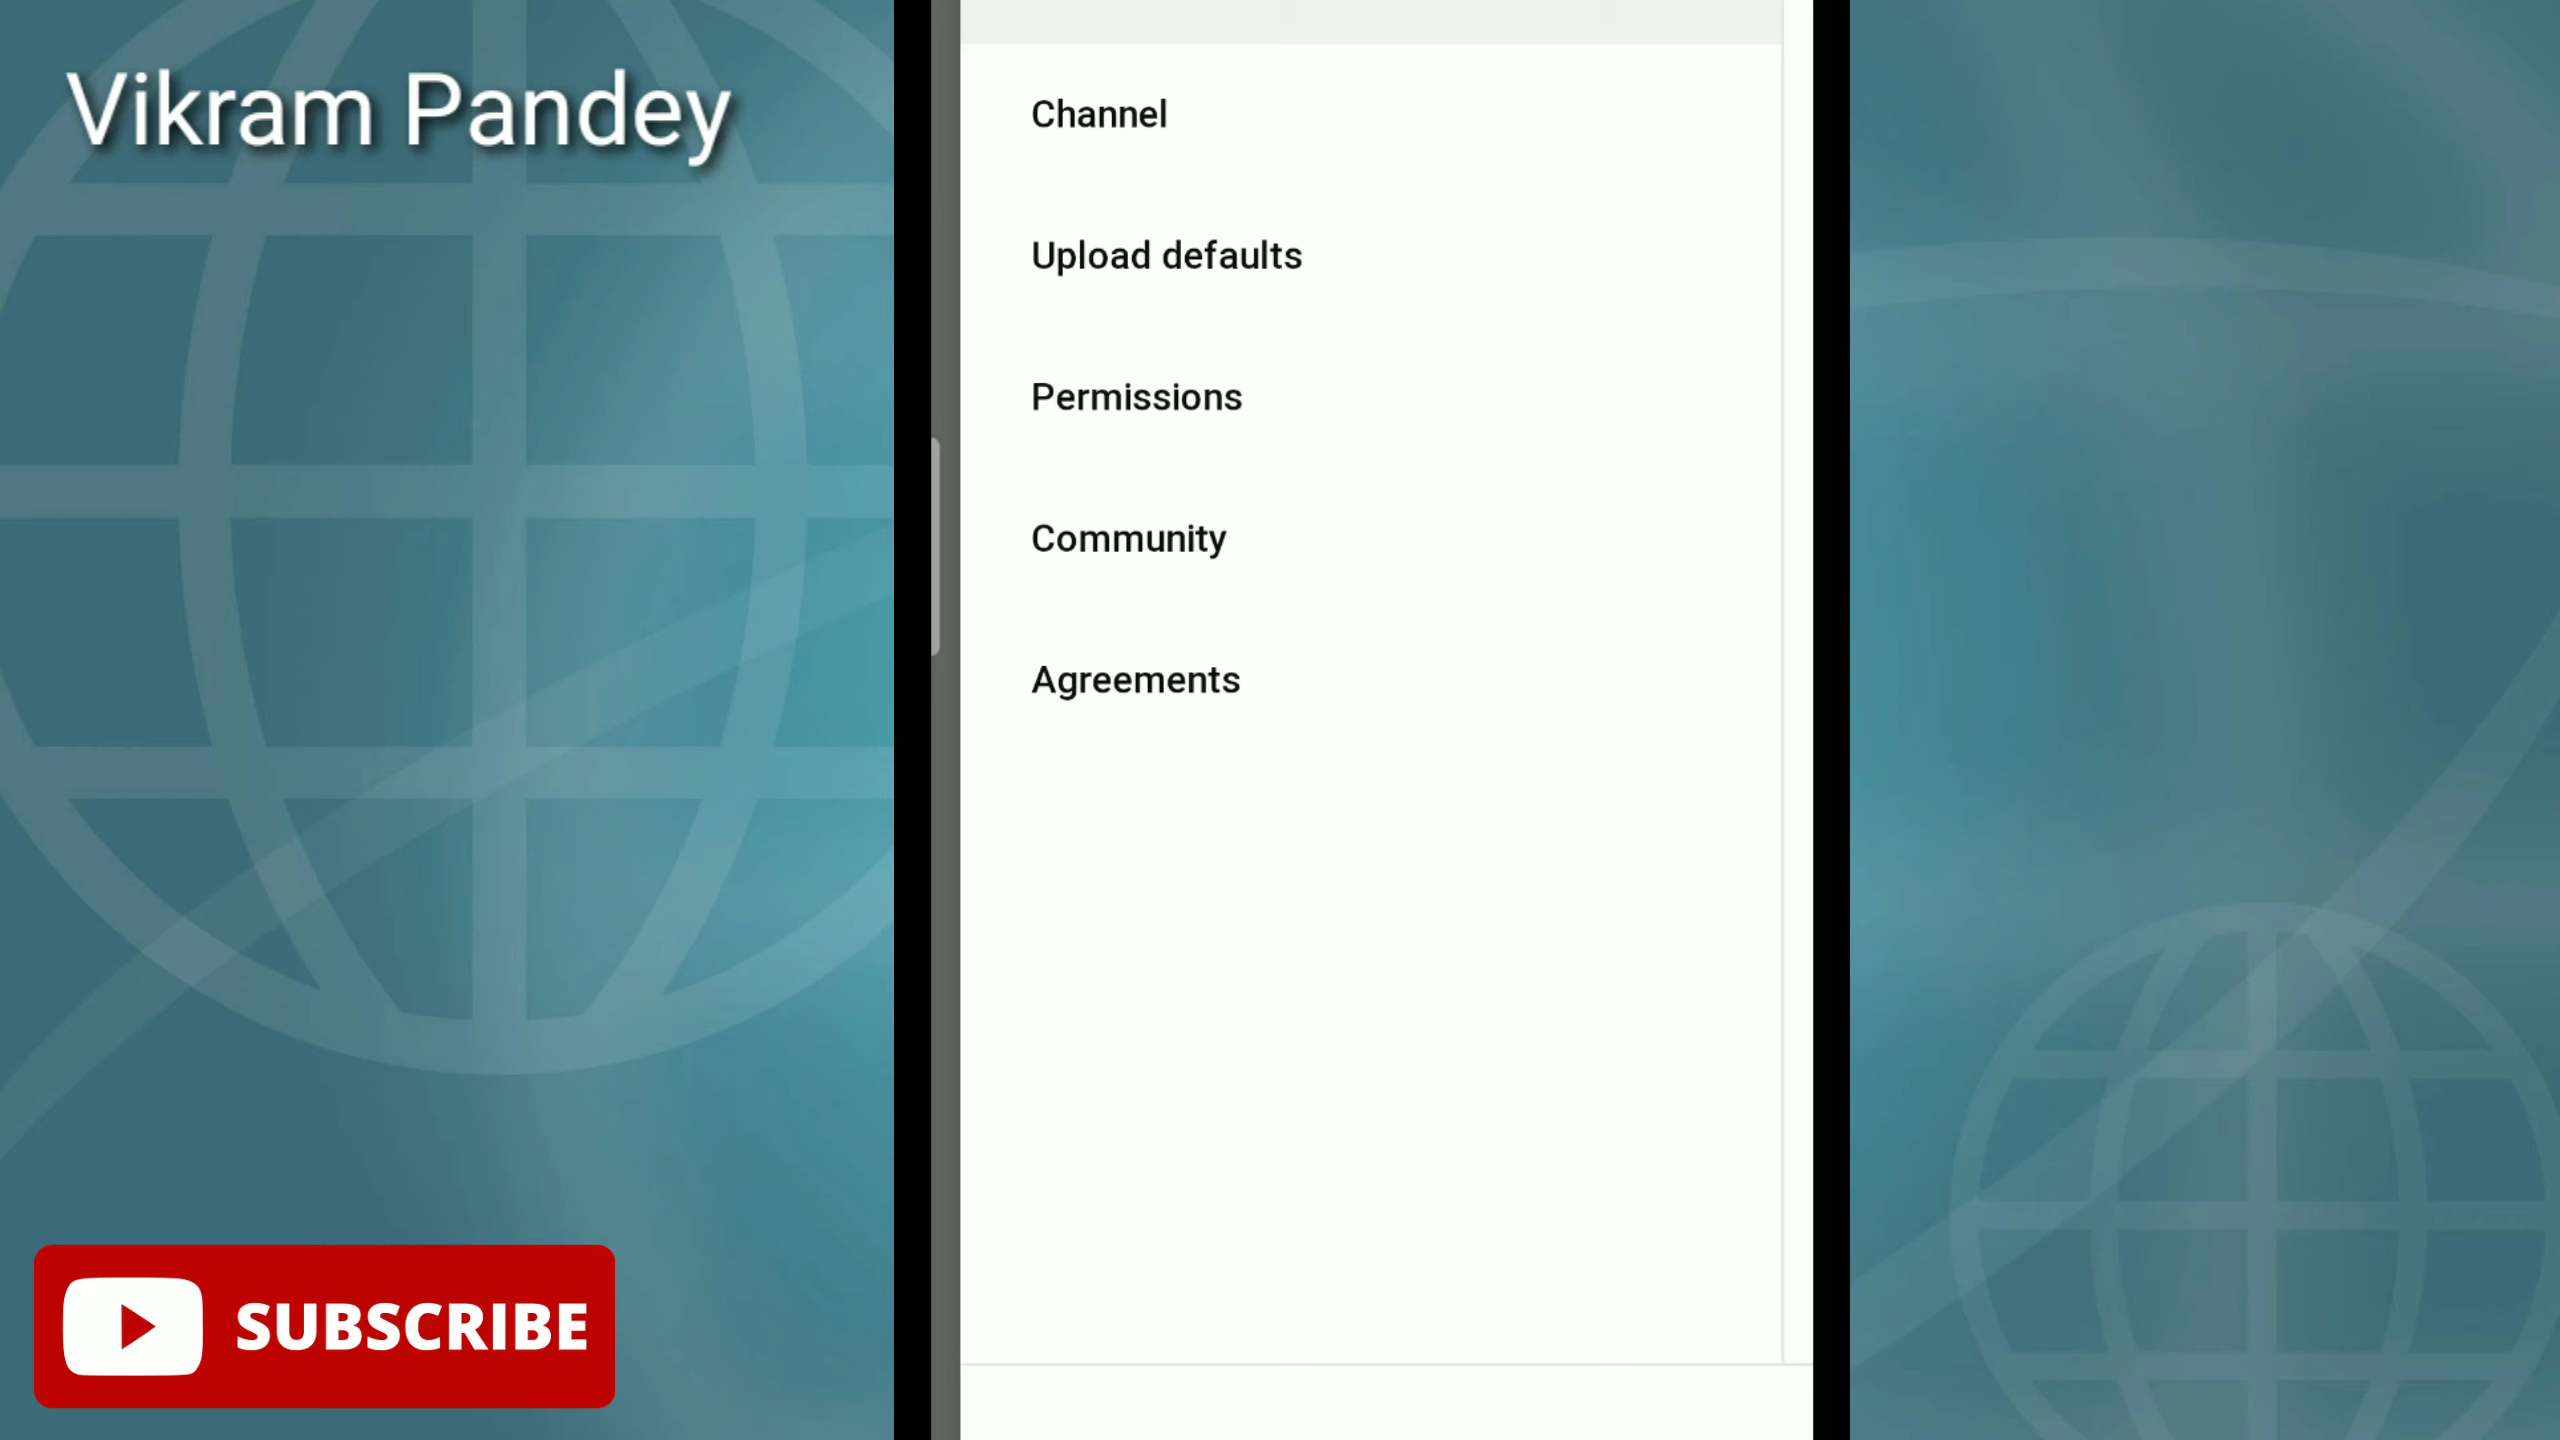 Vikram Pandey
Channel
Upload defaults
Permissions
Community
Agreements
SUBSCRIBE